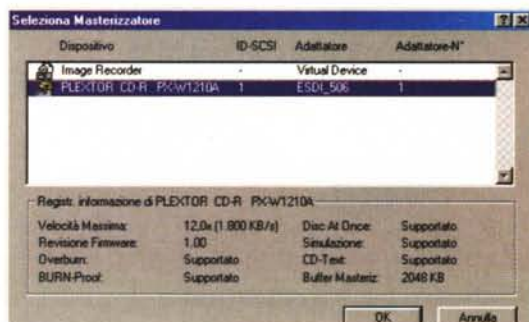 Seleziona Masterizzatore
Dispositivo ID-SCSI Adattatore Adattatore-N°
Image Recorder - Virtual Device -
PLEXTOR CD-R PX-W1210A 1 ESDI_506 1
Registr. informazione di PLEXTOR CD-R PX-W1210A
Velocità Massima: 12,0x (1.800 KB/s) Disc At Once: Supportato
Revisione Firmware: 1.00 Simulazione: Supportato
Overburn: Supportato CD-Text: Supportato
BURN-Proof: Supportato Buffer Masteriz: 2048 KB
OK Annulla